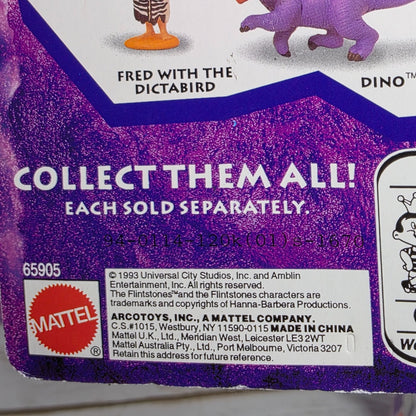 FRED WITH THE
DICTABIRD
DINO™
COLLECT THEM ALL!
EACH SOLD SEPARATELY.
65905
© 1993 Universal City Studios, Inc. and Amblin
Entertainment, Inc. All rights reserved.
The Flintstones™ and the Flintstones characters are
trademarks and copyrights of Hanna-Barbera Productions.
ARCOTOYS, INC., A MATTEL COMPANY.
C.S.#1015, Westbury, NY 11590-0115 MADE IN CHINA
Mattel U.K., Ltd., Meridian West, Leicester LE3 2WT
Mattel Australia Pty., Ltd., Port Melbourne, Victoria 3207
Retain this address for future reference.
MATTEL
®